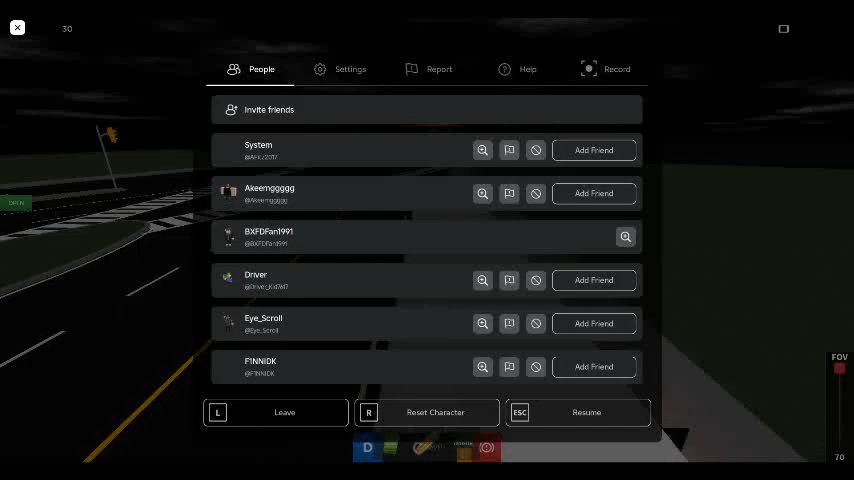 30
People
Settings
Report
Help
Record
Invite friends
System
Add Friend
Akeemggggg
@Akeemggggg
Add Friend
OPEN
BXFDFan1991
@BXFDFan1991
Driver
@Driver_Kid7617
Add Friend
Eye_Scroll
@Eye_Scroll
Add Friend
F1NNIDK
@F1NNIDK
Add Friend
FOV
L Leave
R Reset Character
ESC Resume
D
70